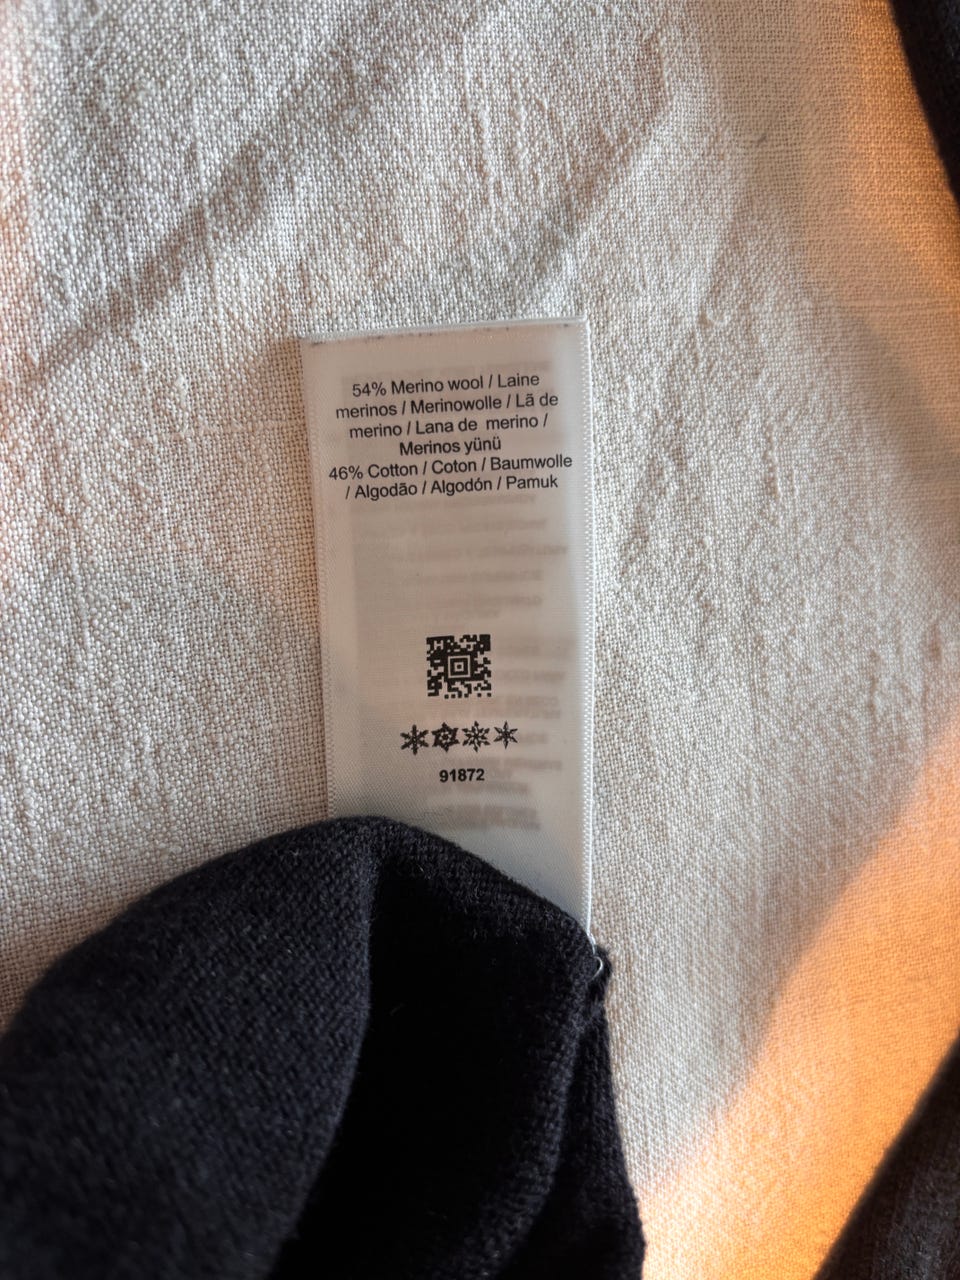 54% Merino wool / Laine
merinos / Merinowolle / Lã de
merino / Lana de merino /
Merinos yünü
46% Cotton / Coton / Baumwolle
/ Algodão / Algodón / Pamuk
91872